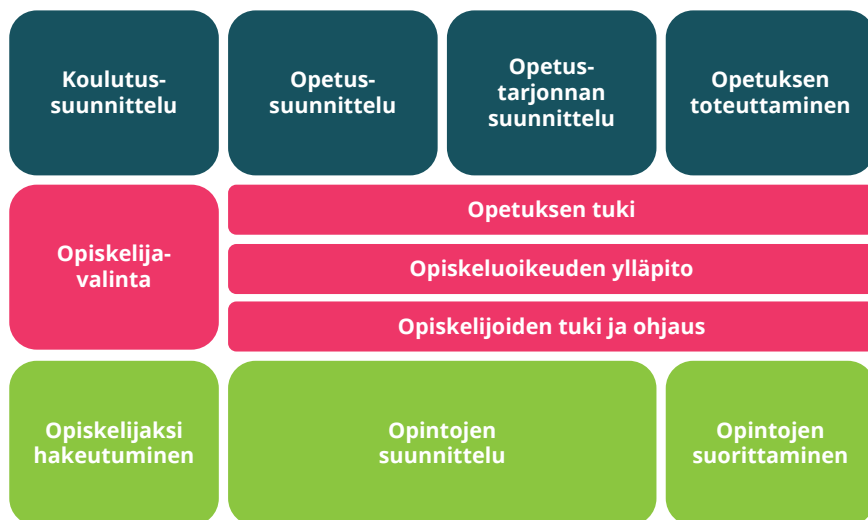 Koulutus-
suunnittelu
Opetus-
suunnittelu
Opetus-
tarjonnan
suunnittelu
Opetuksen
toteuttaminen
Opiskelija-
valinta
Opetuksen tuki
Opiskeluoikeuden ylläpito
Opiskelijoiden tuki ja ohjaus
Opiskelijaksi
hakeutuminen
Opintojen
suunnittelu
Opintojen
suorittaminen